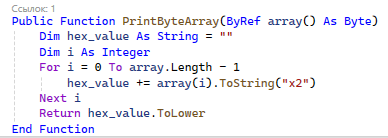 Ссылок: 1
Public Function PrintByteArray(ByRef array() As Byte)
Dim hex_value As String = ""
Dim i As Integer
For i = 0 To array.Length - 1
hex_value += array(i).ToString("x2")
Next i
Return hex_value.ToLower
End Function